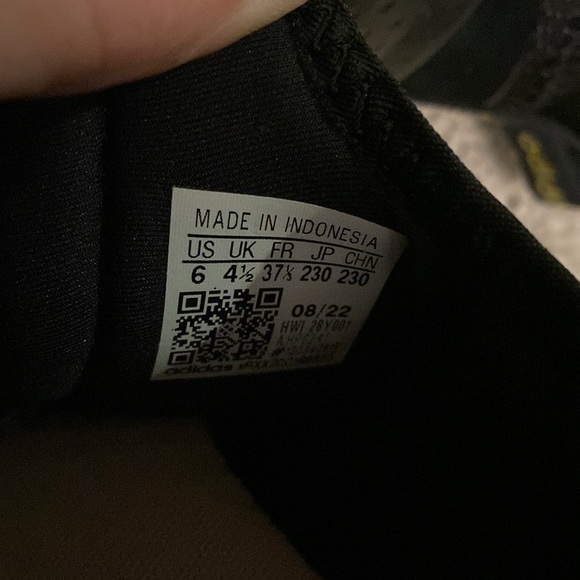 MADE IN INDONESIA
US UK FR JP CHN
6 4½ 37⅓ 230 230
08/22
adidas